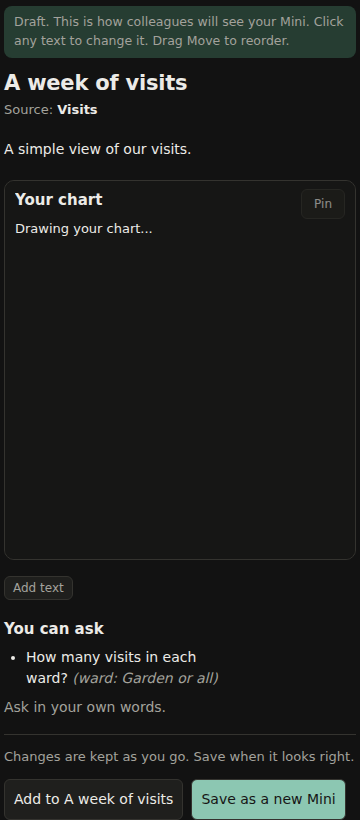 Draft. This is how colleagues will see your Mini. Click
any text to change it. Drag Move to reorder.
A week of visits
Source: Visits
A simple view of our visits.
Your chart
Pin
Drawing your chart...
Add text
You can ask
• How many visits in each
ward? (ward: Garden or all)
Ask in your own words.
Changes are kept as you go. Save when it looks right.
Add to A week of visits
Save as a new Mini